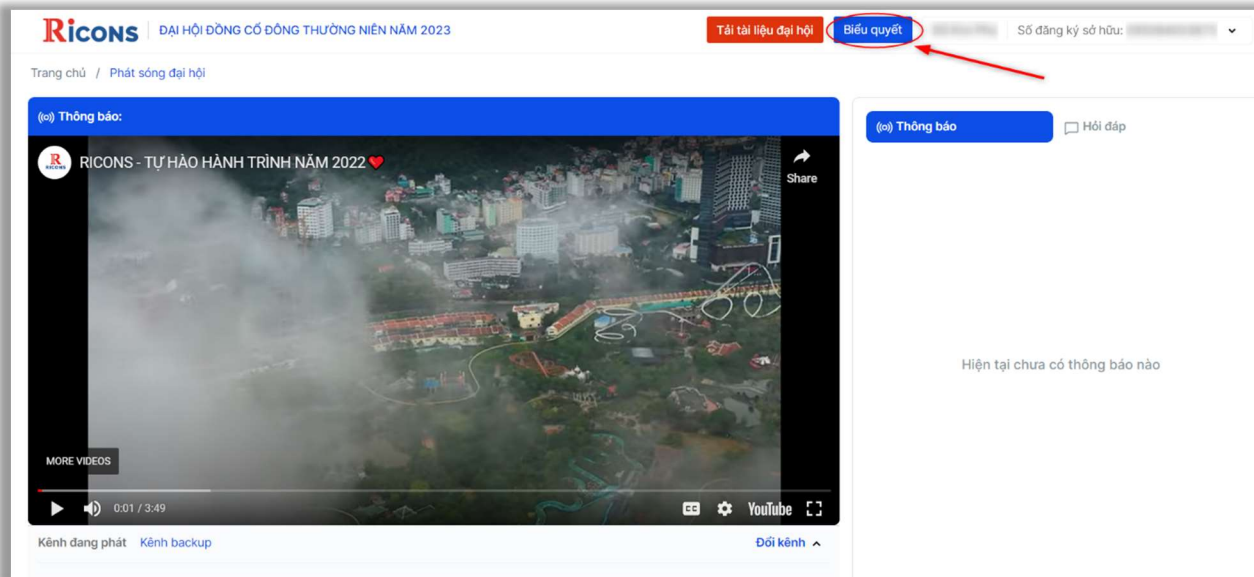 Ricons
ĐẠI HỘI ĐỒNG CỔ ĐÔNG THƯỜNG NIÊN NĂM 2023
Tải tài liệu đại hội
Biểu quyết
Số đăng ký sở hữu:
Trang chủ / Phát sóng đại hội
Thông báo:
Thông báo
Hỏi đáp
RICONS
RICONS - TỰ HÀO HÀNH TRÌNH NĂM 2022
Share
Hiện tại chưa có thông báo nào
MORE VIDEOS
0:01 / 3:49
CC
YouTube
Kênh đang phát Kênh backup
Đổi kênh